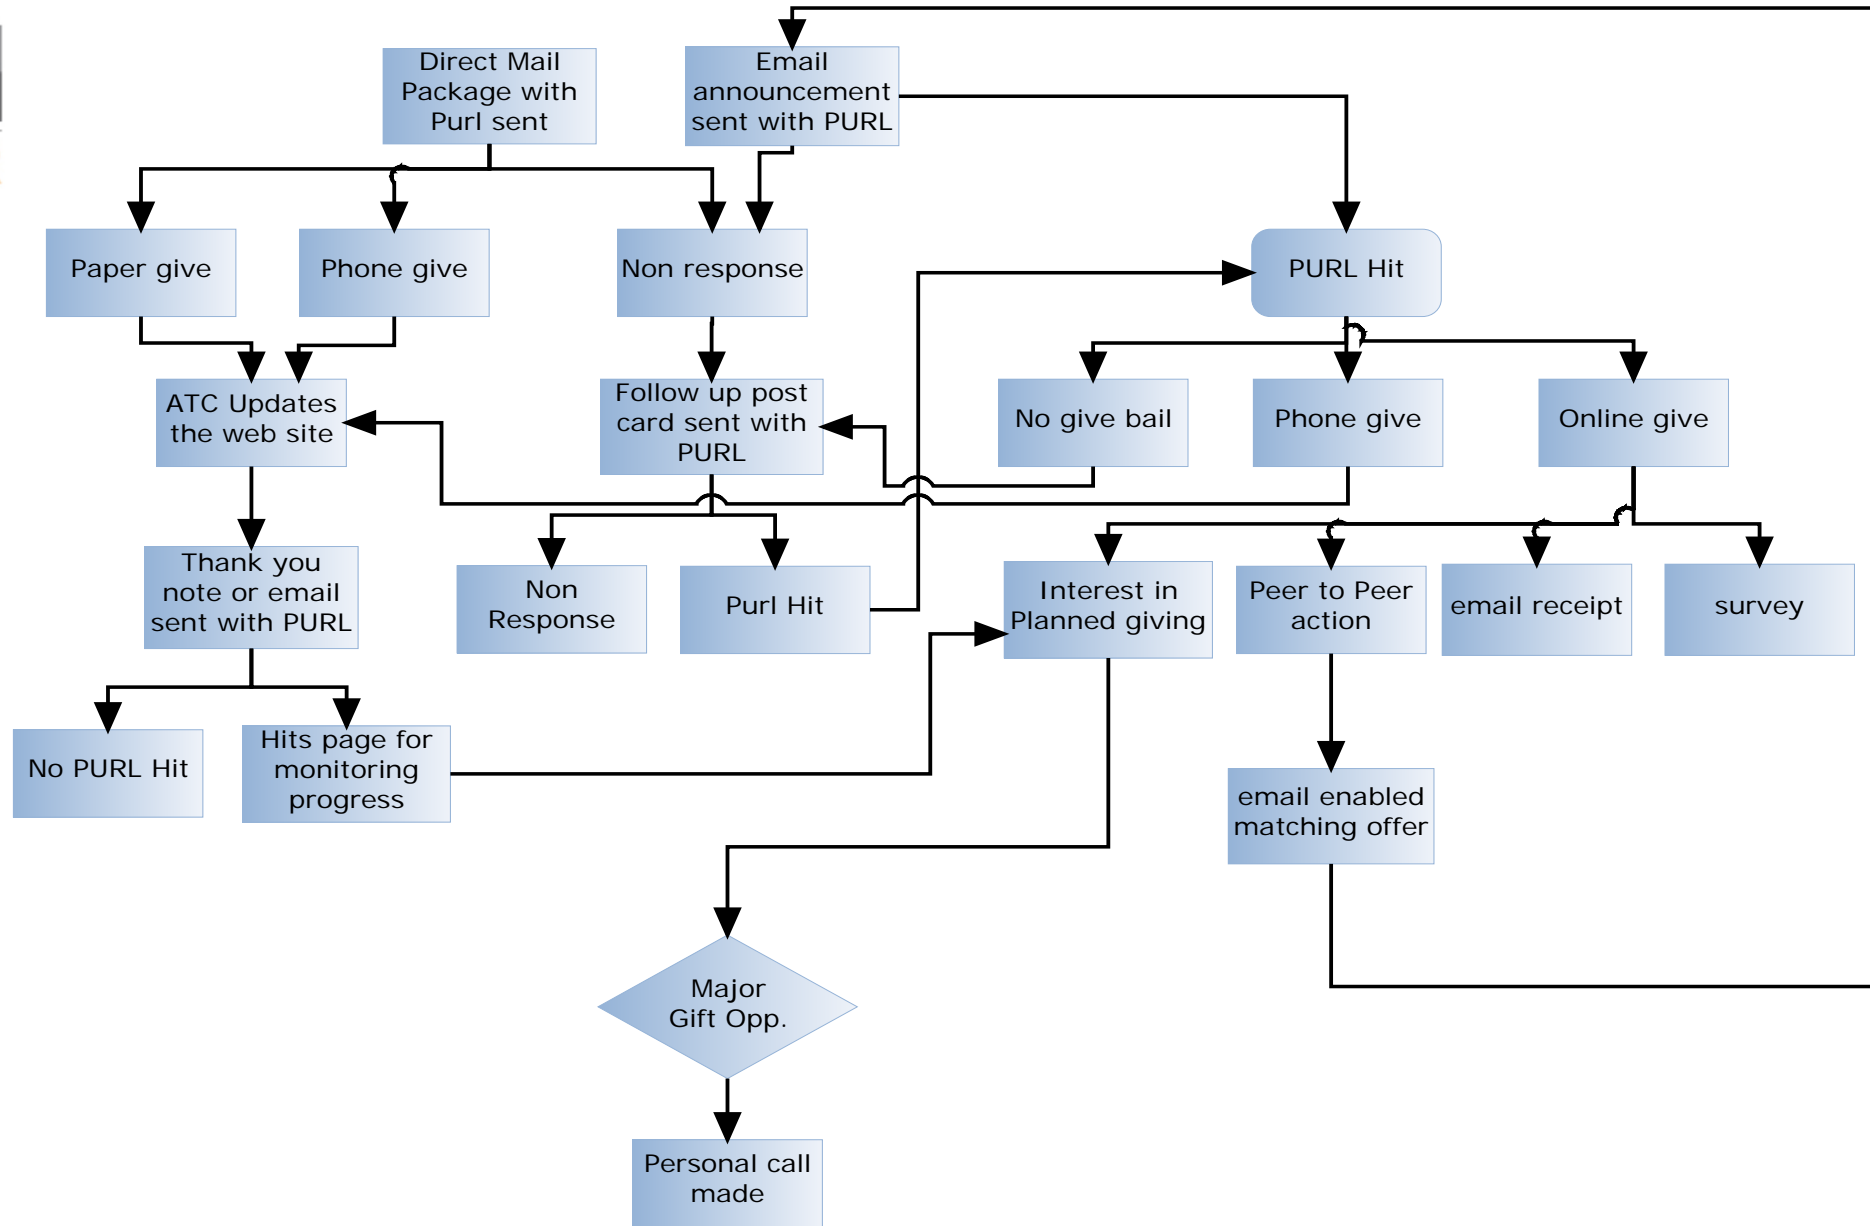 Direct Mail
Package with
Purl sent
Email
announcement
sent with PURL
Paper give
Phone give
Non response
PURL Hit
ATC Updates
the web site
Follow up post
card sent with
PURL
No give bail
Phone give
Online give
Thank you
note or email
sent with PURL
Non
Response
Purl Hit
Interest in
Planned giving
Peer to Peer
action
email receipt
survey
No PURL Hit
Hits page for
monitoring
progress
email enabled
matching offer
Major
Gift Opp.
Personal call
made